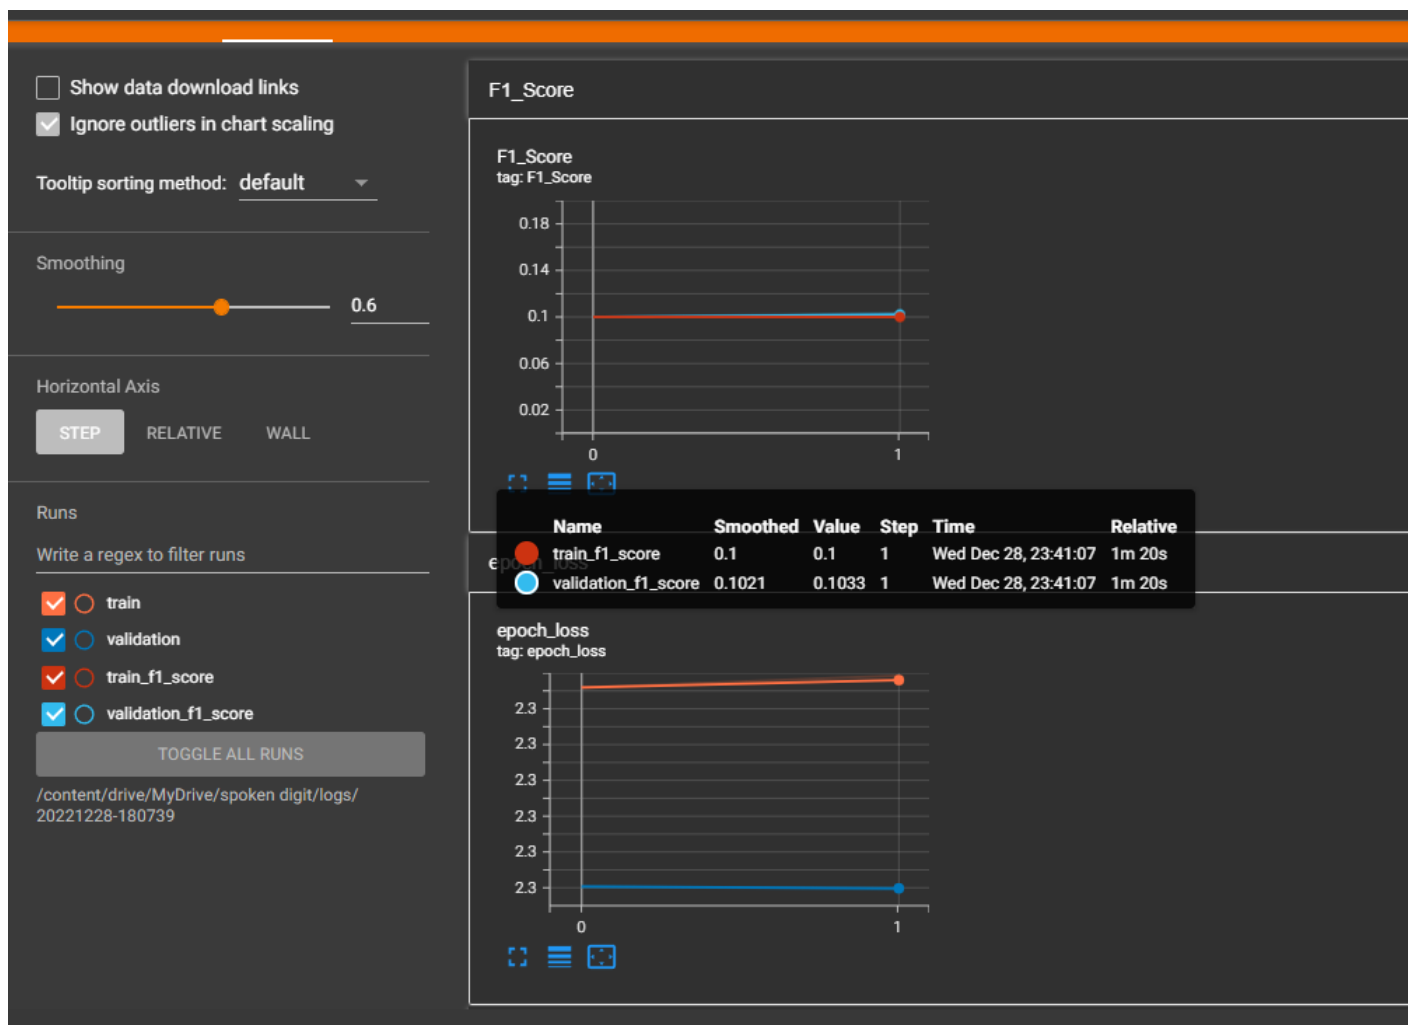 Show data download links
Ignore outliers in chart scaling
Tooltip sorting method: default
Smoothing
0.6
Horizontal Axis
STEP RELATIVE WALL
Runs
Write a regex to filter runs
train
validation
train_f1_score
validation_f1_score
TOGGLE ALL RUNS
/content/drive/MyDrive/spoken digit/logs/
20221228-180739
F1_Score
F1_Score
tag: F1_Score
0.18
0.14
0.1
0.06
0.02
0 1
Name Smoothed Value Step Time Relative
train_f1_score 0.1 0.1 1 Wed Dec 28, 23:41:07 1m 20s
validation_f1_score 0.1021 0.1033 1 Wed Dec 28, 23:41:07 1m 20s
epoch_loss
epoch_loss
tag: epoch_loss
2.3
2.3
2.3
2.3
2.3
2.3
0 1